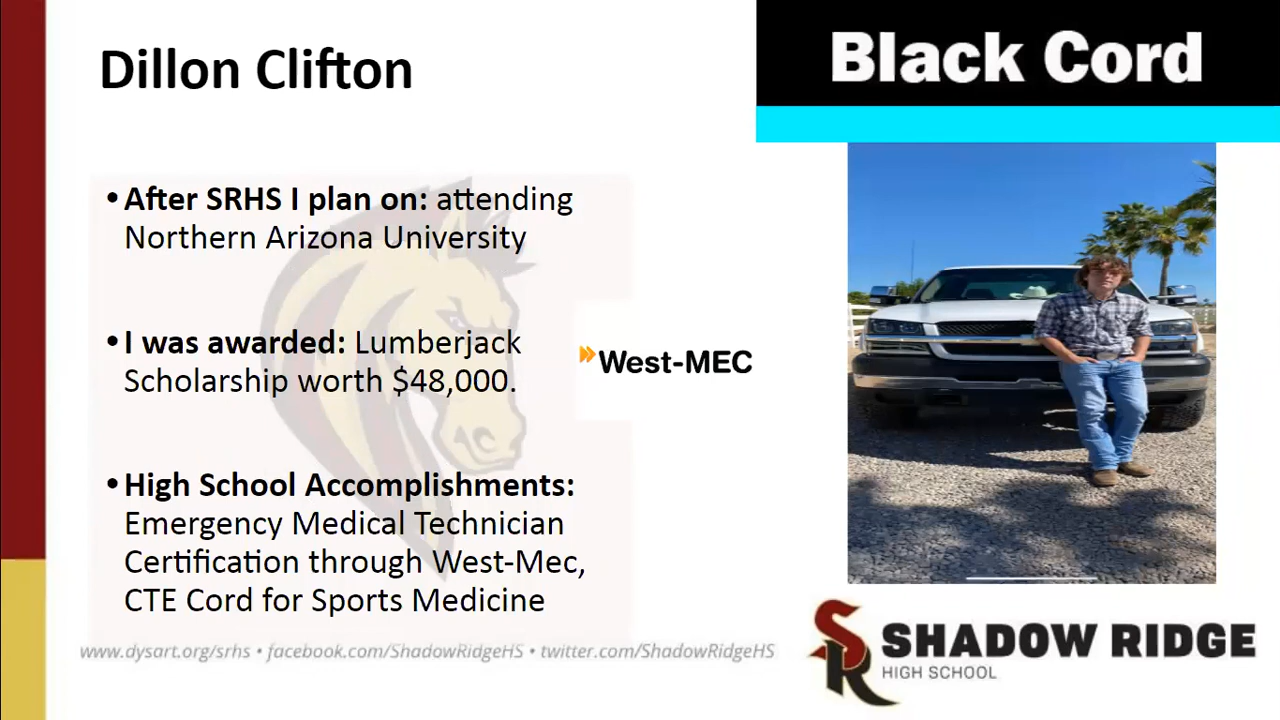 Dillon Clifton
Black Cord
•After SRHS I plan on: attending
Northern Arizona University
•I was awarded: Lumberjack
Scholarship worth $48,000.
West-MEC
•High School Accomplishments:
Emergency Medical Technician
Certification through West-Mec,
CTE Cord for Sports Medicine
www.dysart.org/srhs • facebook.com/ShadowRidgeHS • twitter.com/ShadowRidgeHS
SR
SHADOW RIDGE
HIGH SCHOOL